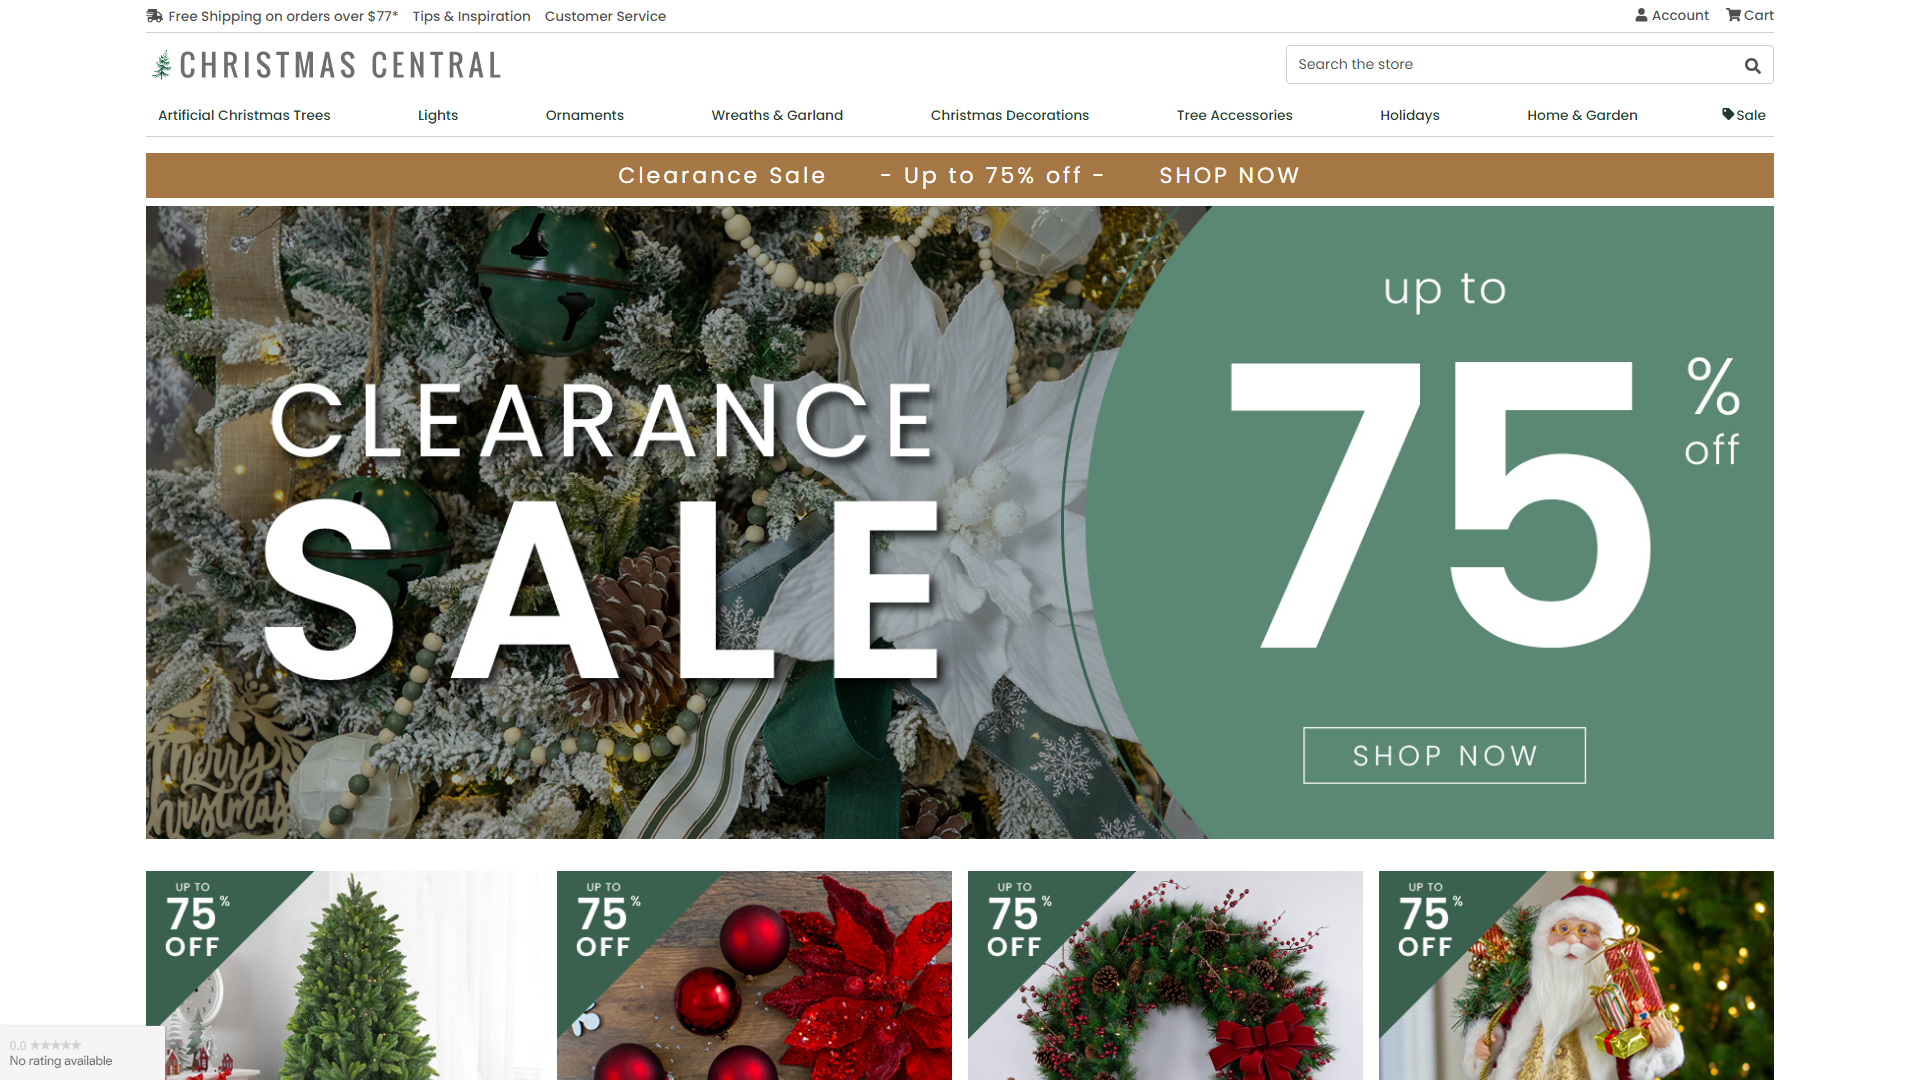 Free Shipping on orders over $77* Tips & Inspiration Customer Service Account Cart
CHRISTMAS CENTRAL
Search the store
Artificial Christmas Trees Lights Ornaments Wreaths & Garland Christmas Decorations Tree Accessories Holidays Home & Garden Sale
Clearance Sale - Up to 75% off - SHOP NOW
up to
75
%
off
CLEARANCE
SALE
Merry
Christmas
SHOP NOW
UP TO
75%
OFF
UP TO
75%
OFF
UP TO
75%
OFF
UP TO
75%
OFF
0.0
No rating available